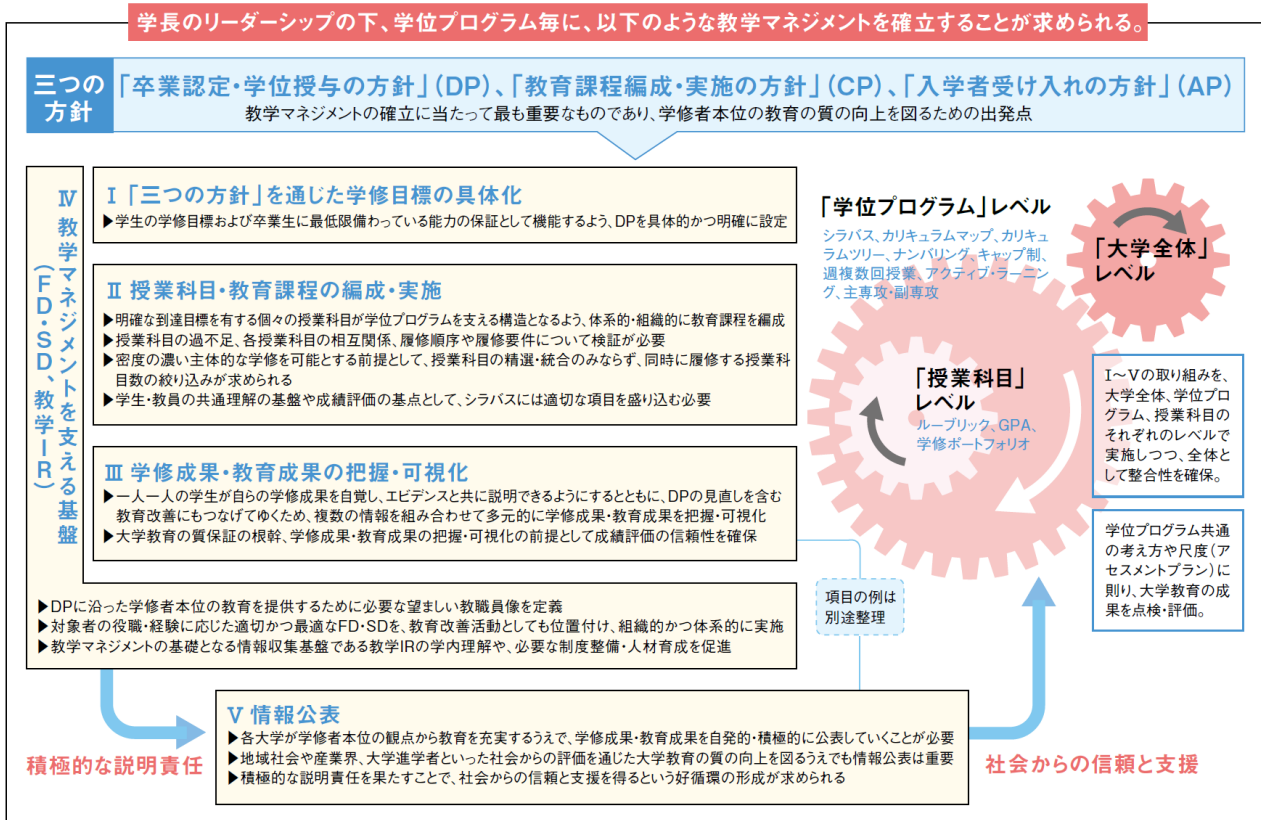 学長のリーダーシップの下、学位プログラム毎に、以下のような教学マネジメントを確立することが求められる。
三つの
方針
「卒業認定・学位授与の方針」(DP)、「教育課程編成・実施の方針」(CP)、「入学者受け入れの方針」(AP)
教学マネジメントの確立に当たって最も重要なものであり、学修者本位の教育の質の向上を図るための出発点
Ⅳ 教学マネジメントを支える基盤
(FD・SD、教学IR)
Ⅰ 「三つの方針」を通じた学修目標の具体化
▶学生の学修目標および卒業生に最低限備わっている能力の保証として機能するよう、DPを具体的かつ明確に設定
Ⅱ 授業科目・教育課程の編成・実施
▶明確な到達目標を有する個々の授業科目が学位プログラムを支える構造となるよう、体系的・組織的に教育課程を編成
▶授業科目の過不足、各授業科目の相互関係、履修順序や履修要件について検証が必要
▶密度の濃い主体的な学修を可能とする前提として、授業科目の精選・統合のみならず、同時に履修する授業科
目数の絞り込みが求められる
▶学生・教員の共通理解の基盤や成績評価の基点として、シラバスには適切な項目を盛り込む必要
Ⅲ 学修成果・教育成果の把握・可視化
▶一人一人の学生が自らの学修成果を自覚し、エビデンスと共に説明できるようにするとともに、DPの見直しを含む
教育改善にもつなげてゆくため、複数の情報を組み合わせて多元的に学修成果・教育成果を把握・可視化
▶大学教育の質保証の根幹、学修成果・教育成果の把握・可視化の前提として成績評価の信頼性を確保
▶DPに沿った学修者本位の教育を提供するために必要な望ましい教職員像を定義
▶対象者の役職・経験に応じた適切かつ最適なFD・SDを、教育改善活動としても位置付け、組織的かつ体系的に実施
▶教学マネジメントの基礎となる情報収集基盤である教学IRの学内理解や、必要な制度整備・人材育成を促進
「学位プログラム」レベル
シラバス、カリキュラムマップ、カリキュ
ラムツリー、ナンバリング、キャップ制、
週複数回授業、アクティブ・ラーニン
グ、主専攻・副専攻
「大学全体」
レベル
「授業科目」
レベル
ルーブリック、GPA、
学修ポートフォリオ
Ⅰ～Ⅴの取り組みを、
大学全体、学位プロ
グラム、授業科目の
それぞれのレベルで
実施しつつ、全体と
して整合性を確保。
学位プログラム共通
の考え方や尺度(ア
セスメントプラン)に
則り、大学教育の成
果を点検・評価。
項目の例は
別途整理
Ⅴ 情報公表
▶各大学が学修者本位の観点から教育を充実するうえで、学修成果・教育成果を自発的・積極的に公表していくことが必要
▶地域社会や産業界、大学進学者といった社会からの評価を通じた大学教育の質の向上を図るうえでも情報公表は重要
▶積極的な説明責任を果たすことで、社会からの信頼と支援を得るという好循環の形成が求められる
積極的な説明責任
社会からの信頼と支援